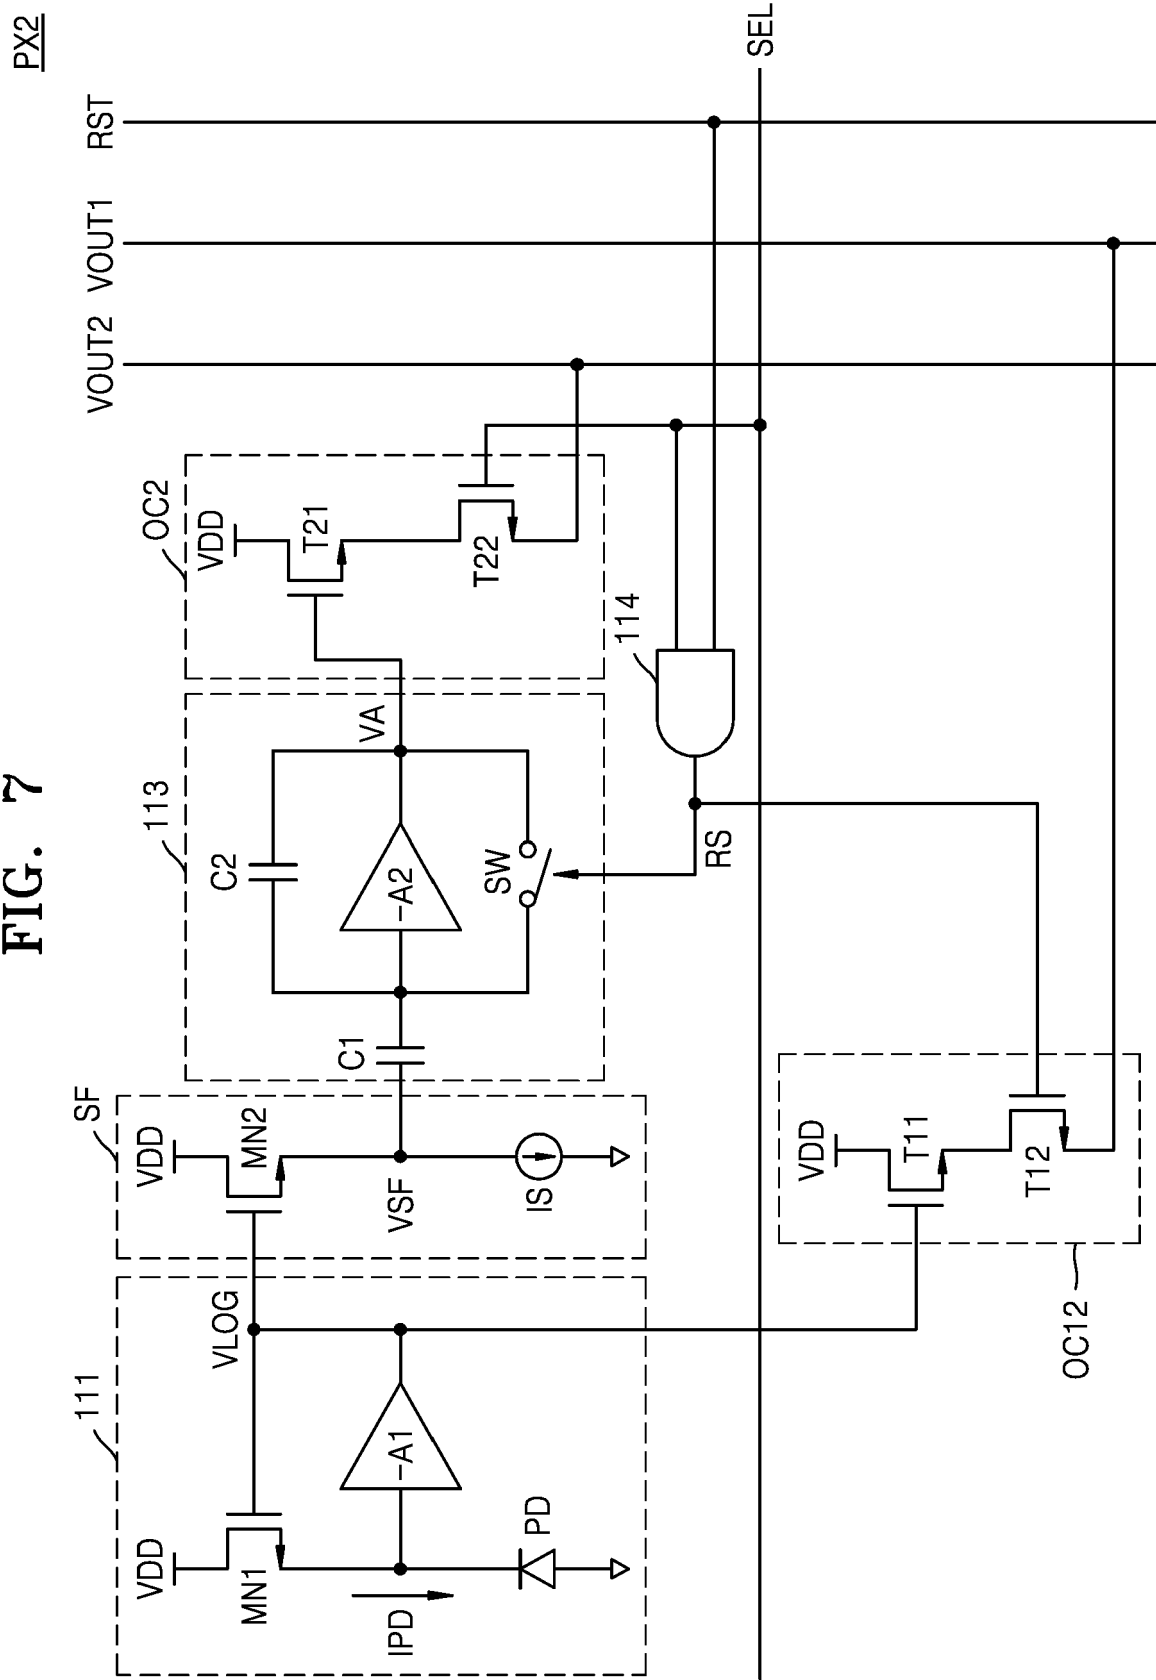 FIG. 7
PX2
111
VDD
MN1
IPD
PD
-A1
VLOG
SF
VDD
MN2
VSF
IS
113
C1
C2
-A2
SW
VA
OC2
VDD
T21
T22
114
RS
VOUT2
VOUT1
RST
SEL
OC12
VDD
T11
T12